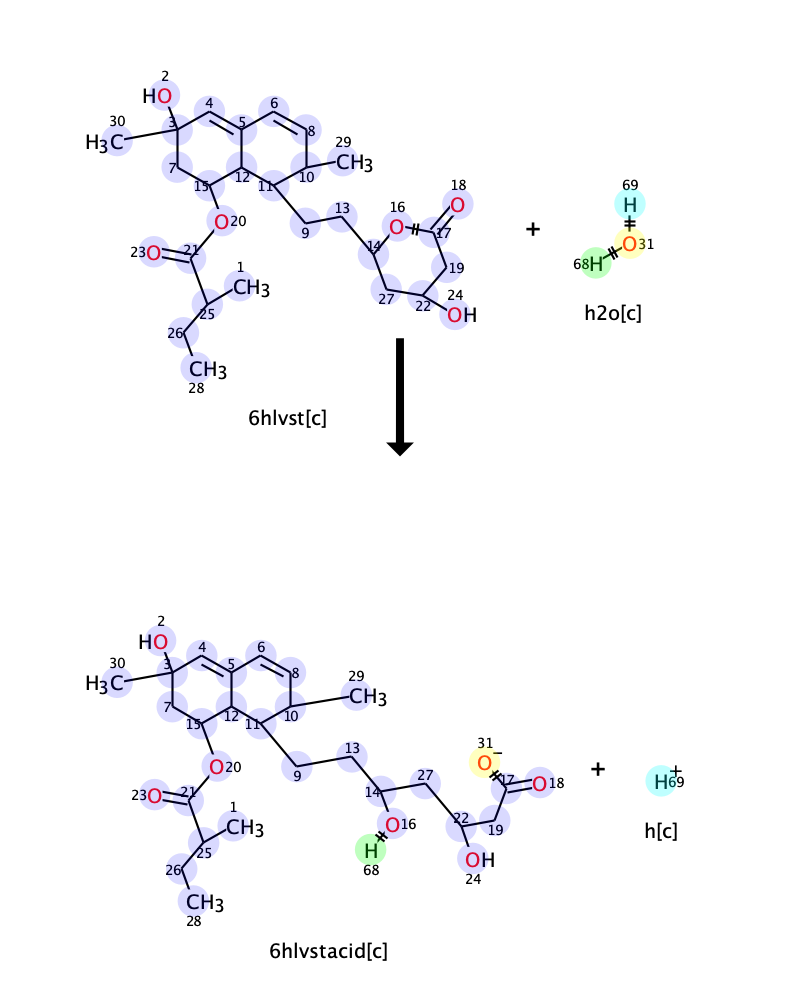 2
HO
30
H3C
3
4
5
6
8
29
CH3
7
15
12
11
10
9
13
16
O
18
O
14
17
19
27
22
24
OH
O 20
23 O
21
1
CH3
25
26
CH3
28
+
69
H
O 31
68 H
h2o[c]
6hlvst[c]
2
HO
30
H3C
3
4
5
6
8
29
CH3
7
15
12
11
10
9
13
14
27
31
O−
17
O 18
22
19
O 16
H
68
OH
24
O 20
23 O
21
1
CH3
25
26
CH3
28
+
H+
69
h[c]
6hlvstacid[c]